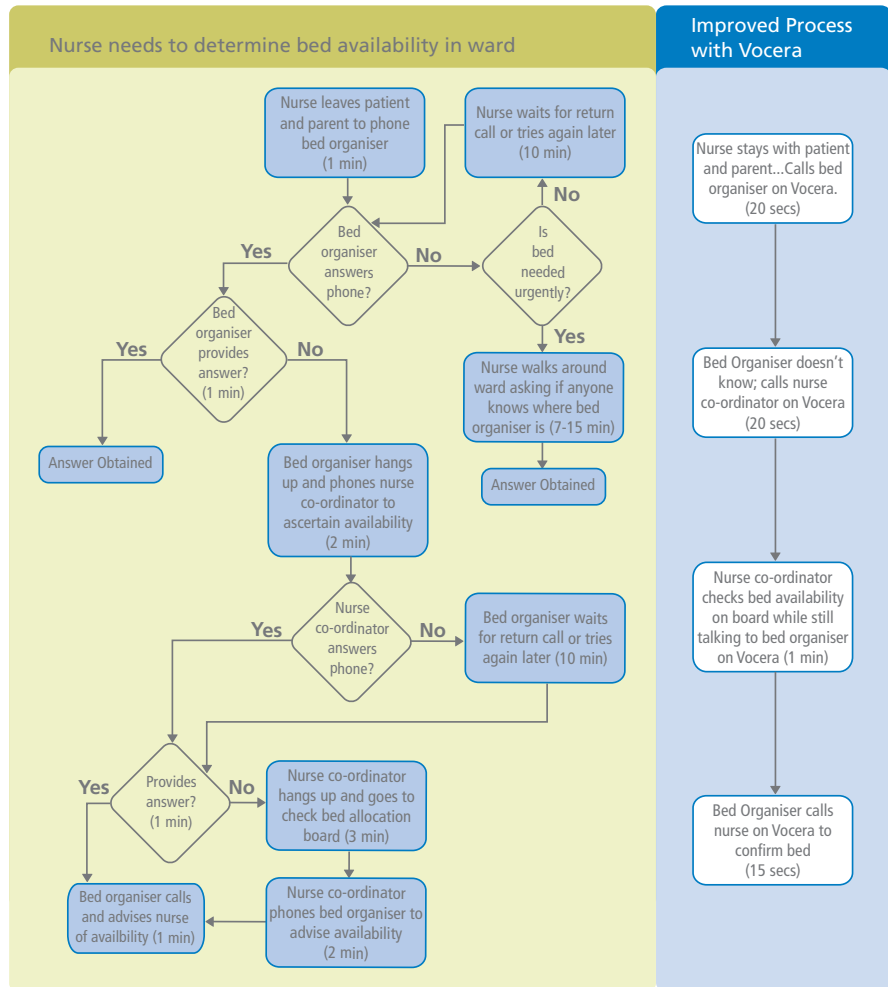 Nurse needs to determine bed availability in ward
Improved Process
with Vocera
Nurse leaves patient
and parent to phone
bed organiser
(1 min)
Nurse waits for return
call or tries again later
(10 min)
No
Bed
organiser
answers
phone?
Yes
No
Is
bed
needed
urgently?
Yes
Bed
organiser
provides
answer?
(1 min)
Yes
No
Nurse walks around
ward asking if anyone
knows where bed
organiser is (7-15 min)
Answer Obtained
Answer Obtained
Bed organiser hangs
up and phones nurse
co-ordinator to
ascertain availability
(2 min)
Nurse
co-ordinator
answers
phone?
Yes
No
Bed organiser waits
for return call or tries
again later (10 min)
Provides
answer?
(1 min)
Yes
No
Nurse co-ordinator
hangs up and goes to
check bed allocation
board (3 min)
Bed organiser calls
and advises nurse
of availbility (1 min)
Nurse co-ordinator
phones bed organiser to
advise availability
(2 min)
Nurse stays with patient
and parent...Calls bed
organiser on Vocera.
(20 secs)
Bed Organiser doesn't
know; calls nurse
co-ordinator on Vocera
(20 secs)
Nurse co-ordinator
checks bed availability
on board while still
talking to bed organiser
on Vocera (1 min)
Bed Organiser calls
nurse on Vocera to
confirm bed
(15 secs)